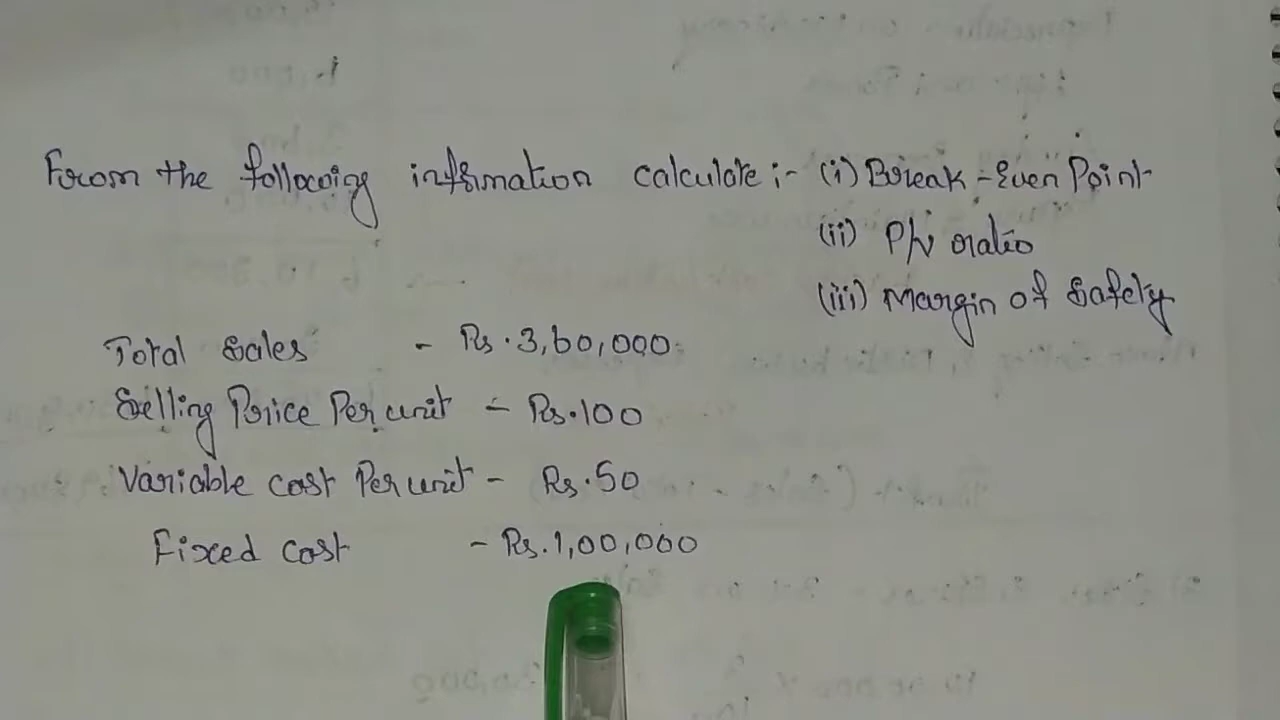 From the following information calculate :- (i) Break-Even Point
(ii) P/v ratio
(iii) Margin of Safety
Total Sales - Rs.3,60,000
Selling Price Per unit - Rs.100
Variable cost Per unit - Rs.50
Fixed cost - Rs.1,00,000